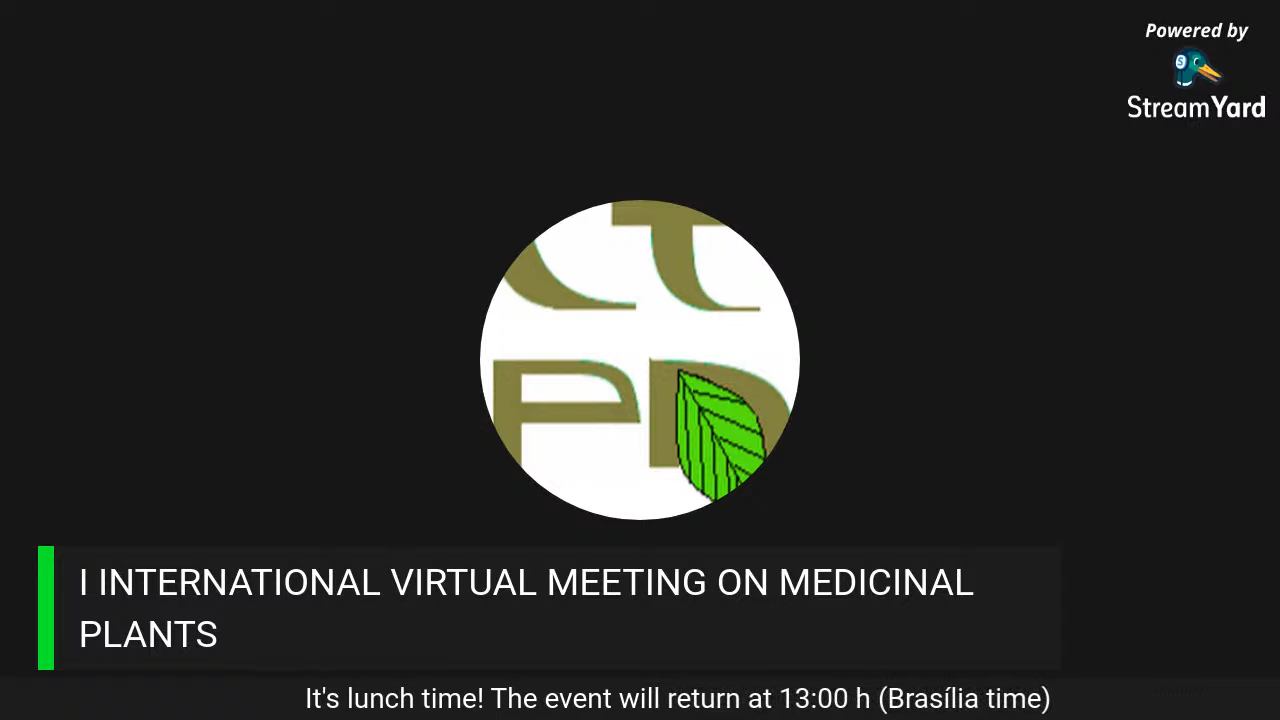 Powered by
StreamYard
PD
I INTERNATIONAL VIRTUAL MEETING ON MEDICINAL
PLANTS
It's lunch time! The event will return at 13:00 h (Brasília time)